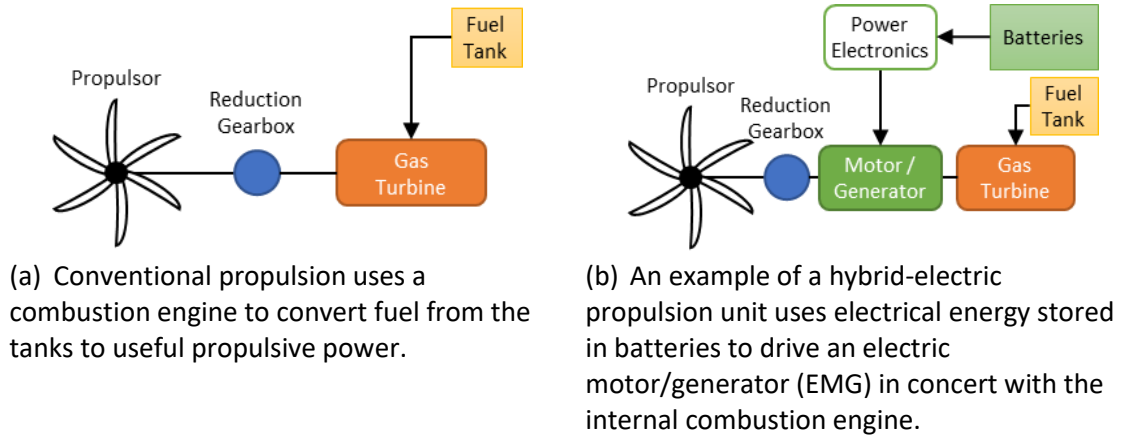 Fuel
Tank
Propulsor
Reduction
Gearbox
Gas
Turbine
(a) Conventional propulsion uses a
combustion engine to convert fuel from the
tanks to useful propulsive power.
Power
Electronics
Batteries
Fuel
Tank
Propulsor
Reduction
Gearbox
Motor /
Generator
Gas
Turbine
(b) An example of a hybrid-electric
propulsion unit uses electrical energy stored
in batteries to drive an electric
motor/generator (EMG) in concert with the
internal combustion engine.